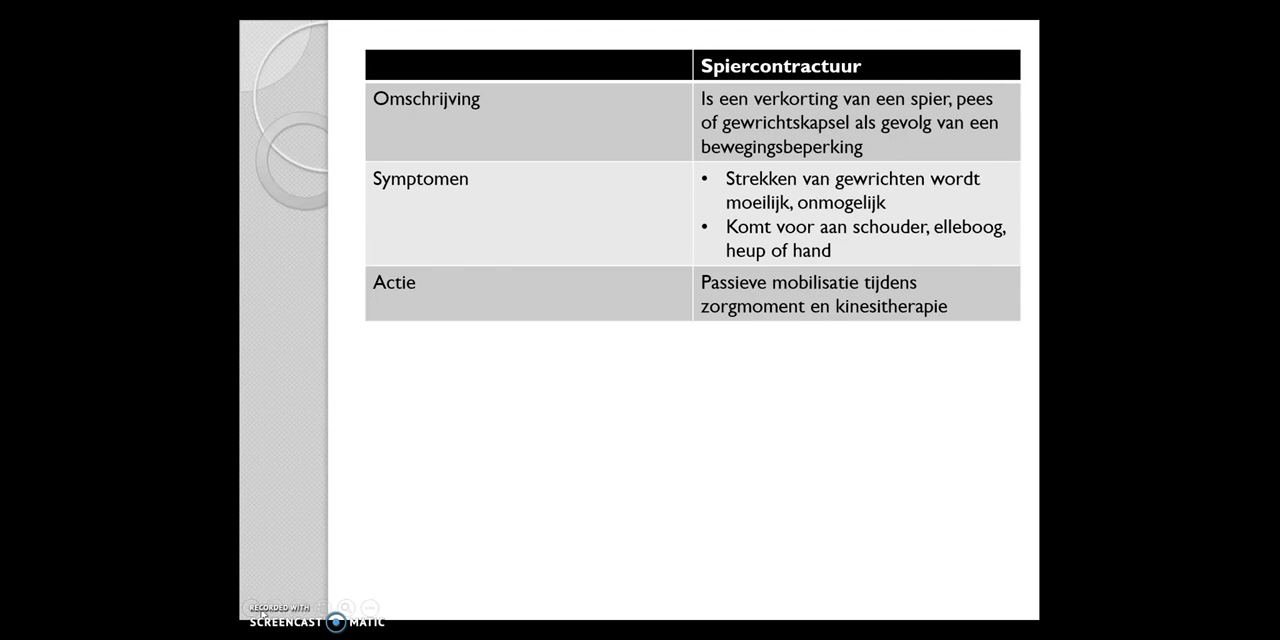 Spiercontractuur
Omschrijving
Is een verkorting van een spier, pees
of gewrichtskapsel als gevolg van een
bewegingsbeperking
Symptomen
• Strekken van gewrichten wordt
moeilijk, onmogelijk
• Komt voor aan schouder, elleboog,
heup of hand
Actie
Passieve mobilisatie tijdens
zorgmoment en kinesitherapie
RECORDED WITH
SCREENCAST MATIC